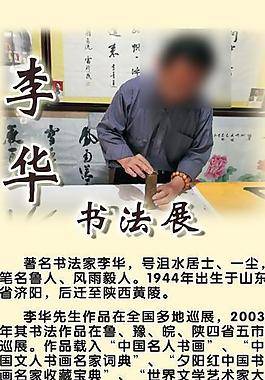 李
华
书法展
著名书法家李华，号沮水居士、一尘，
笔名鲁人、风雨毅人。1944年出生于山东
省济阳，后迁至陕西黄陵。
李华先生作品在全国多地巡展，2003
年其书法作品在鲁、豫、皖、陕四省五市
巡展。作品载入“中国名人书画”、“中
国文人书画名家词典”、“夕阳红中国书
画名家收藏宝典”、“世界文学艺术家大